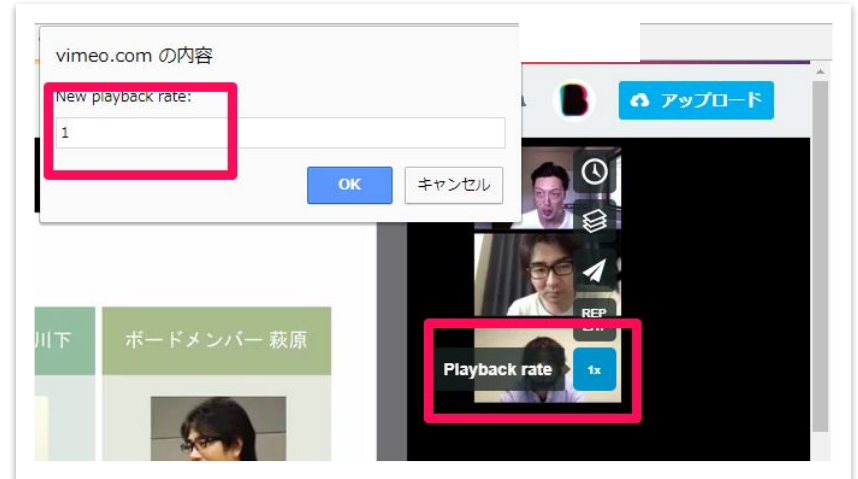 vimeo.com の内容
New playback rate:
1
OK
キャンセル
アップロード
REP
川下
ボードメンバー 萩原
Playback rate
1x